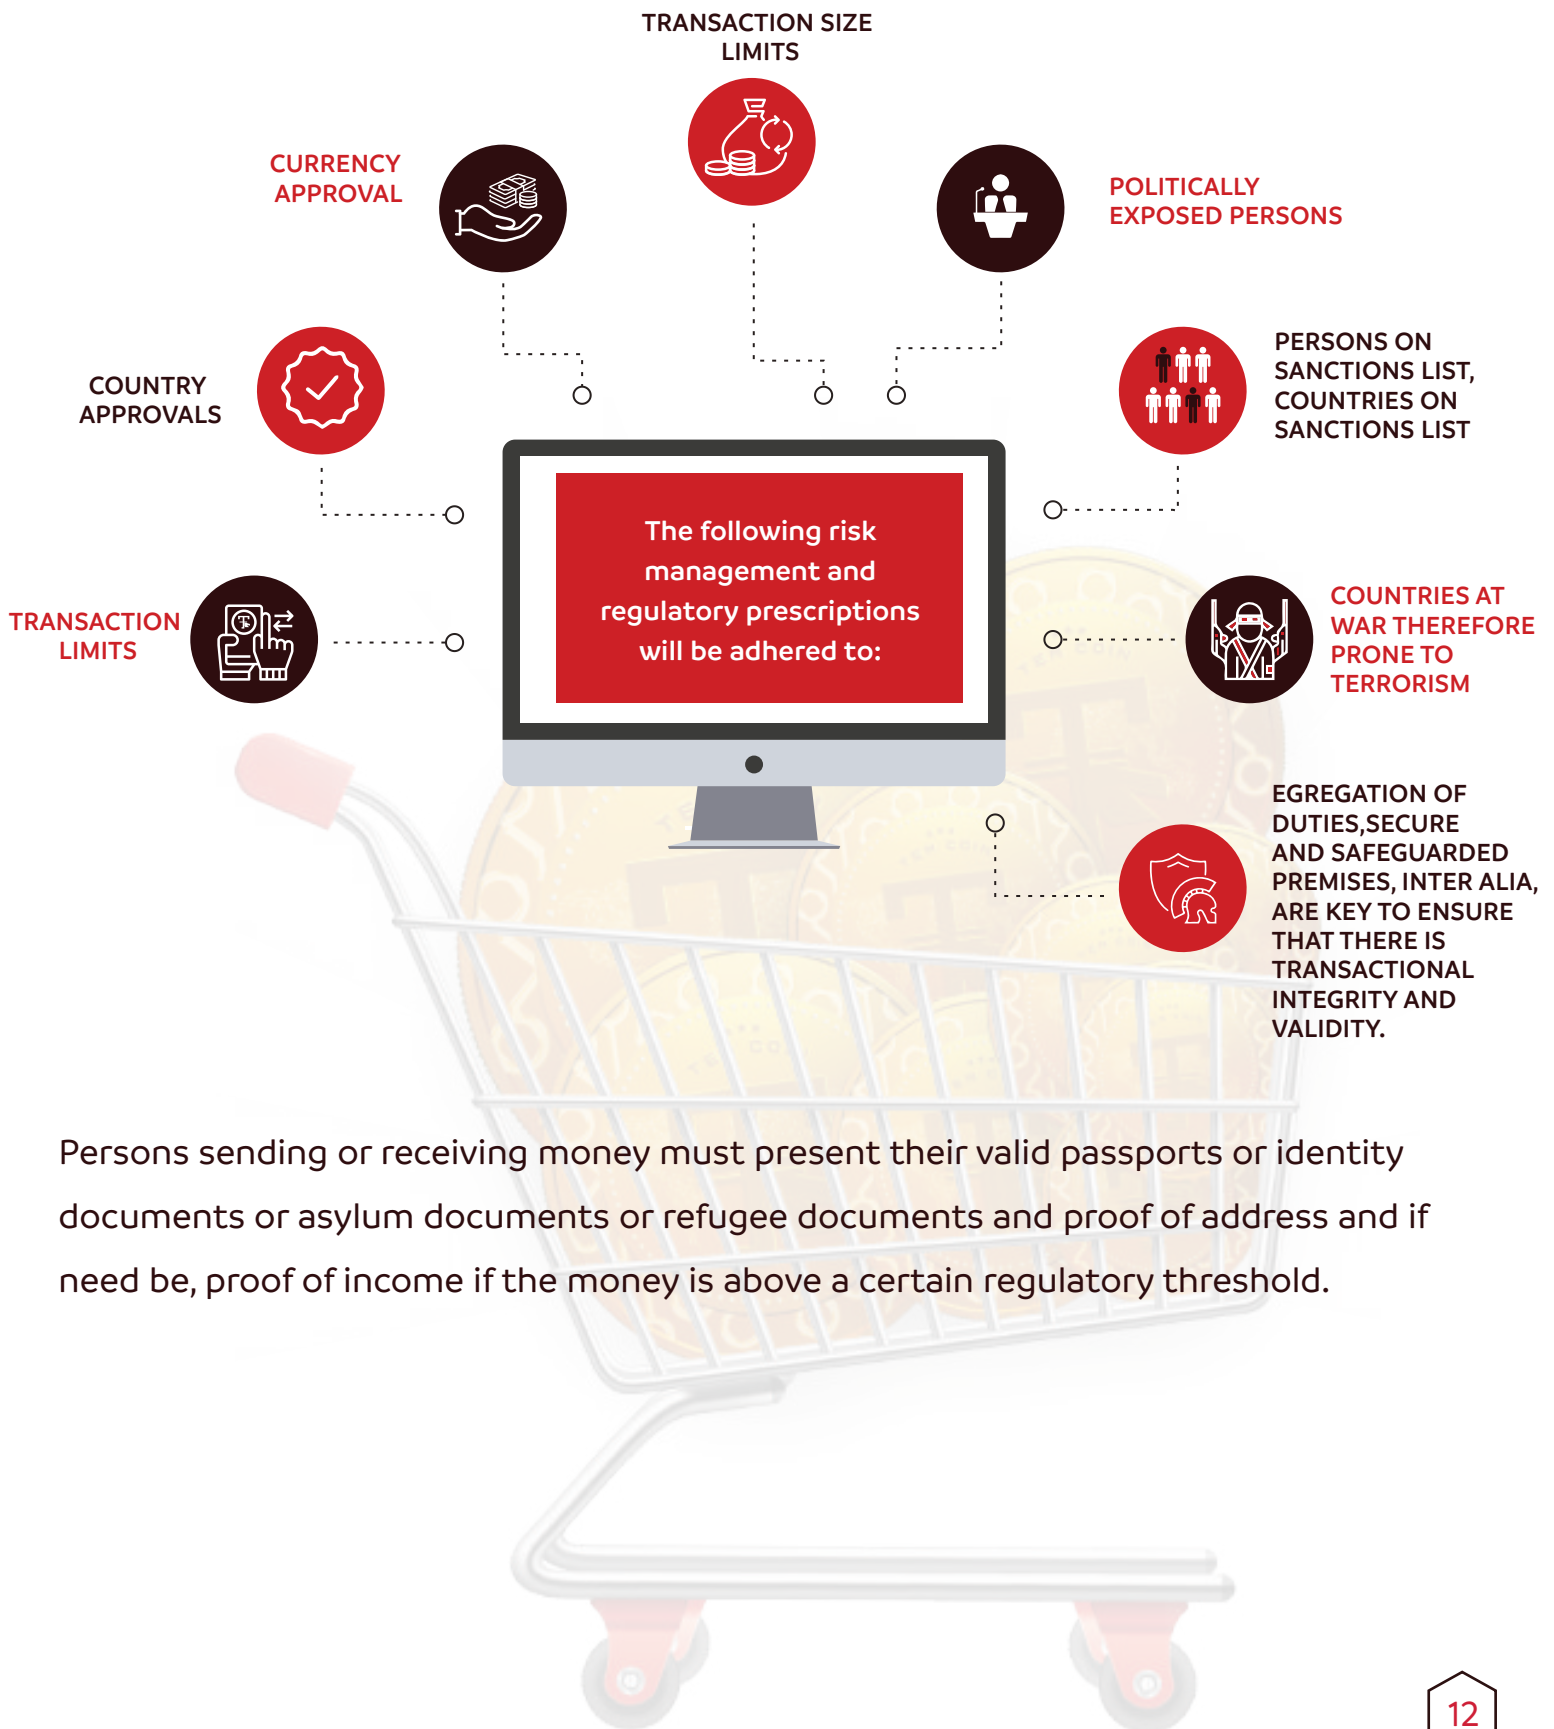 TRANSACTION SIZE
LIMITS
CURRENCY
APPROVAL
POLITICALLY
EXPOSED PERSONS
COUNTRY
APPROVALS
PERSONS ON
SANCTIONS LIST,
COUNTRIES ON
SANCTIONS LIST
The following risk
management and
regulatory prescriptions
will be adhered to:
TRANSACTION
LIMITS
COUNTRIES AT
WAR THEREFORE
PRONE TO
TERRORISM
EGREGATION OF
DUTIES,SECURE
AND SAFEGUARDED
PREMISES, INTER ALIA,
ARE KEY TO ENSURE
THAT THERE IS
TRANSACTIONAL
INTEGRITY AND
VALIDITY.
Persons sending or receiving money must present their valid passports or identity
documents or asylum documents or refugee documents and proof of address and if
need be, proof of income if the money is above a certain regulatory threshold.
12